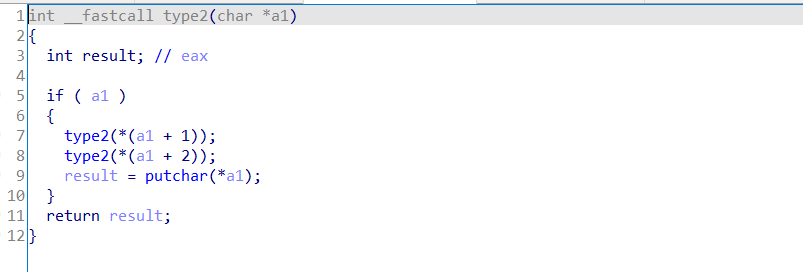 1 int __fastcall type2(char *a1)
2 {
3   int result; // eax
4
5   if ( a1 )
6   {
7     type2(*(a1 + 1));
8     type2(*(a1 + 2));
9     result = putchar(*a1);
10   }
11   return result;
12 }